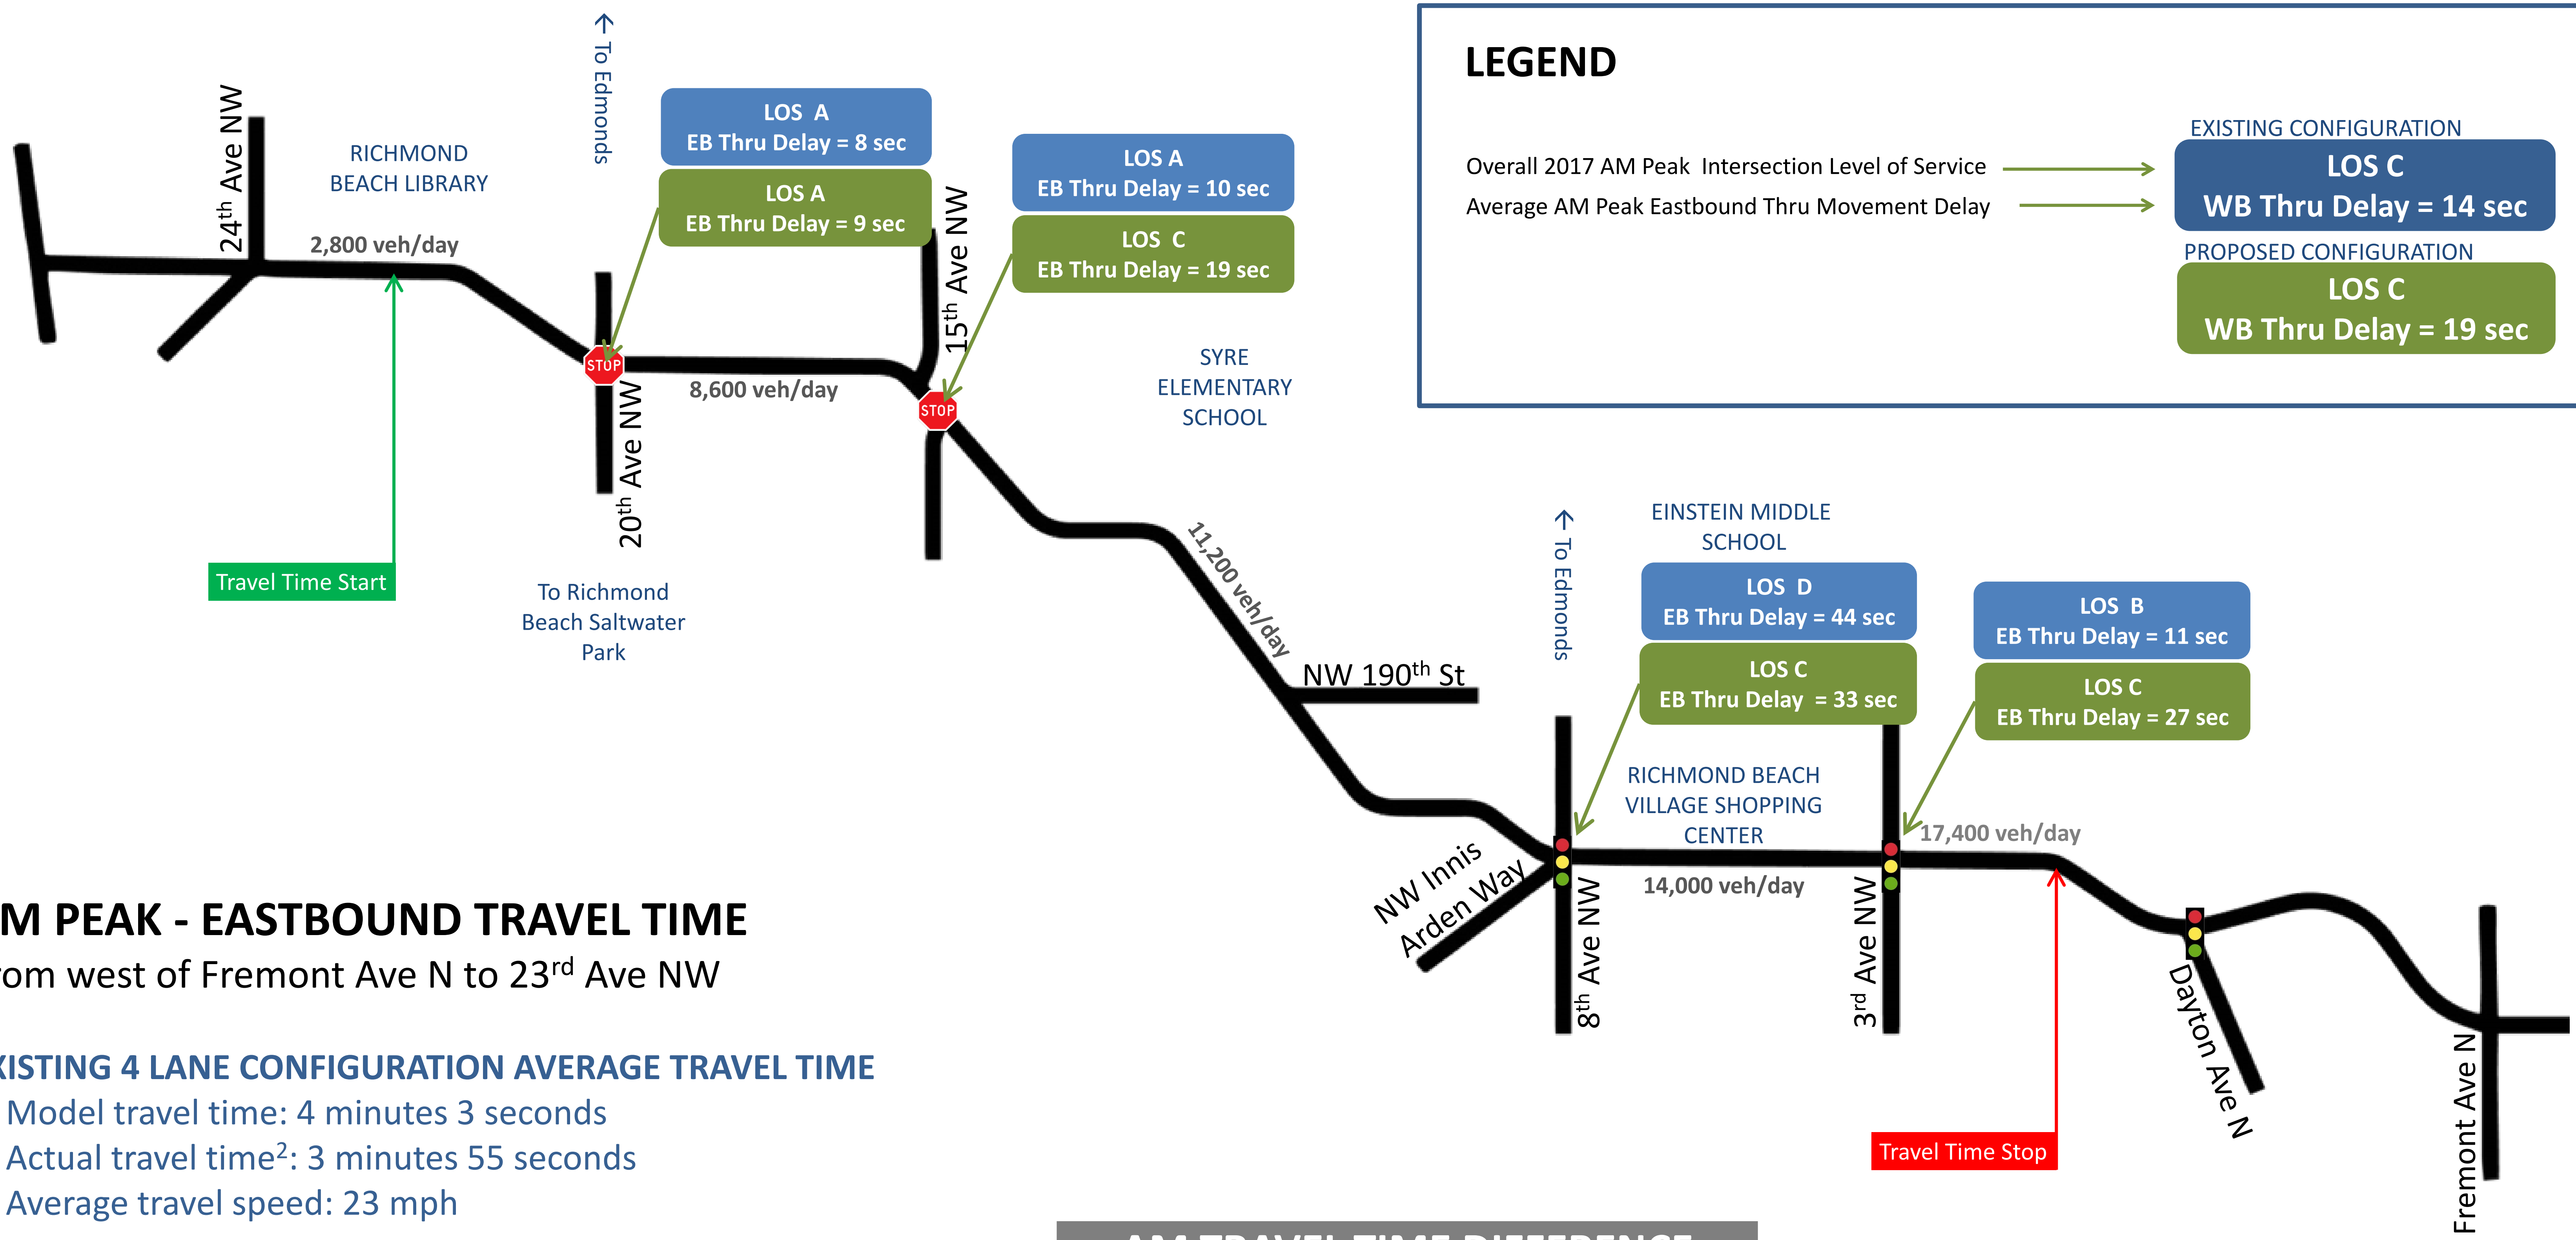 ← To Edmonds
24th Ave NW
RICHMOND
BEACH LIBRARY
2,800 veh/day
LOS A
EB Thru Delay = 8 sec
LOS A
EB Thru Delay = 9 sec
15th Ave NW
LOS A
EB Thru Delay = 10 sec
LOS C
EB Thru Delay = 19 sec
LEGEND
Overall 2017 AM Peak Intersection Level of Service
Average AM Peak Eastbound Thru Movement Delay
EXISTING CONFIGURATION
LOS C
WB Thru Delay = 14 sec
PROPOSED CONFIGURATION
LOS C
WB Thru Delay = 19 sec
STOP
8,600 veh/day
STOP
20th Ave NW
SYRE
ELEMENTARY
SCHOOL
Travel Time Start
To Richmond
Beach Saltwater
Park
11,200 veh/day
NW 190th St
← To Edmonds
EINSTEIN MIDDLE
SCHOOL
LOS D
EB Thru Delay = 44 sec
LOS C
EB Thru Delay = 33 sec
LOS B
EB Thru Delay = 11 sec
LOS C
EB Thru Delay = 27 sec
RICHMOND BEACH
VILLAGE SHOPPING
CENTER
17,400 veh/day
14,000 veh/day
NW Innis
Arden Way
8th Ave NW
3rd Ave NW
Dayton Ave N
Fremont Ave N
Travel Time Stop
M PEAK - EASTBOUND TRAVEL TIME
om west of Fremont Ave N to 23rd Ave NW
XISTING 4 LANE CONFIGURATION AVERAGE TRAVEL TIME
Model travel time: 4 minutes 3 seconds
Actual travel time2: 3 minutes 55 seconds
Average travel speed: 23 mph
AM TRAVEL TIME DIFFERENCE